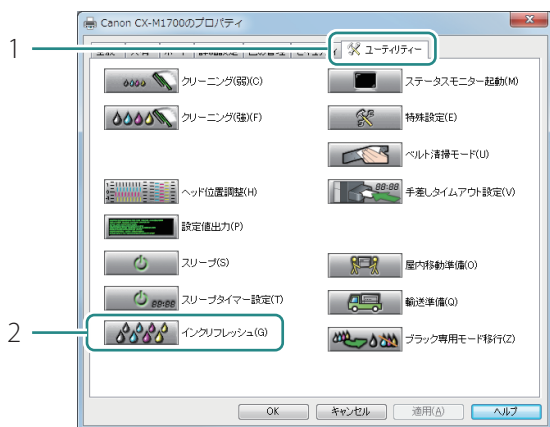 Canon CX-M1700のプロパティ
1
ユーティリティー
クリーニング(弱)(C)
ステータスモニター起動(M)
クリーニング(強)(F)
特殊設定(E)
ベルト清掃モード(U)
ヘッド位置調整(H)
88:88
手差しタイムアウト設定(V)
設定値出力(P)
スリープ(S)
屋内移動準備(O)
88:88
スリープタイマー設定(T)
輸送準備(Q)
2
インクリフレッシュ(G)
ブラック専用モード移行(Z)
OK
キャンセル
適用(A)
ヘルプ